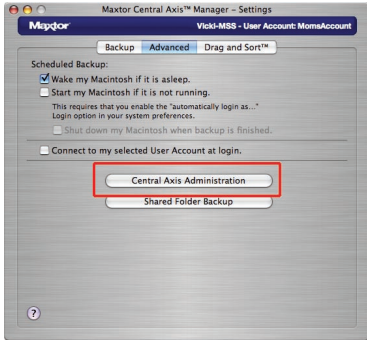 Maxtor Central Axis™ Manager – Settings
Maxtor
Vicki-MSS - User Account: MomsAccount
Backup Advanced Drag and Sort™
Scheduled Backup:
Wake my Macintosh if it is asleep.
Start my Macintosh if it is not running.
This requires that you enable the "automatically login as..."
Login option in your system preferences.
Shut down my Macintosh when backup is finished.
Connect to my selected User Account at login.
Central Axis Administration
Shared Folder Backup
?